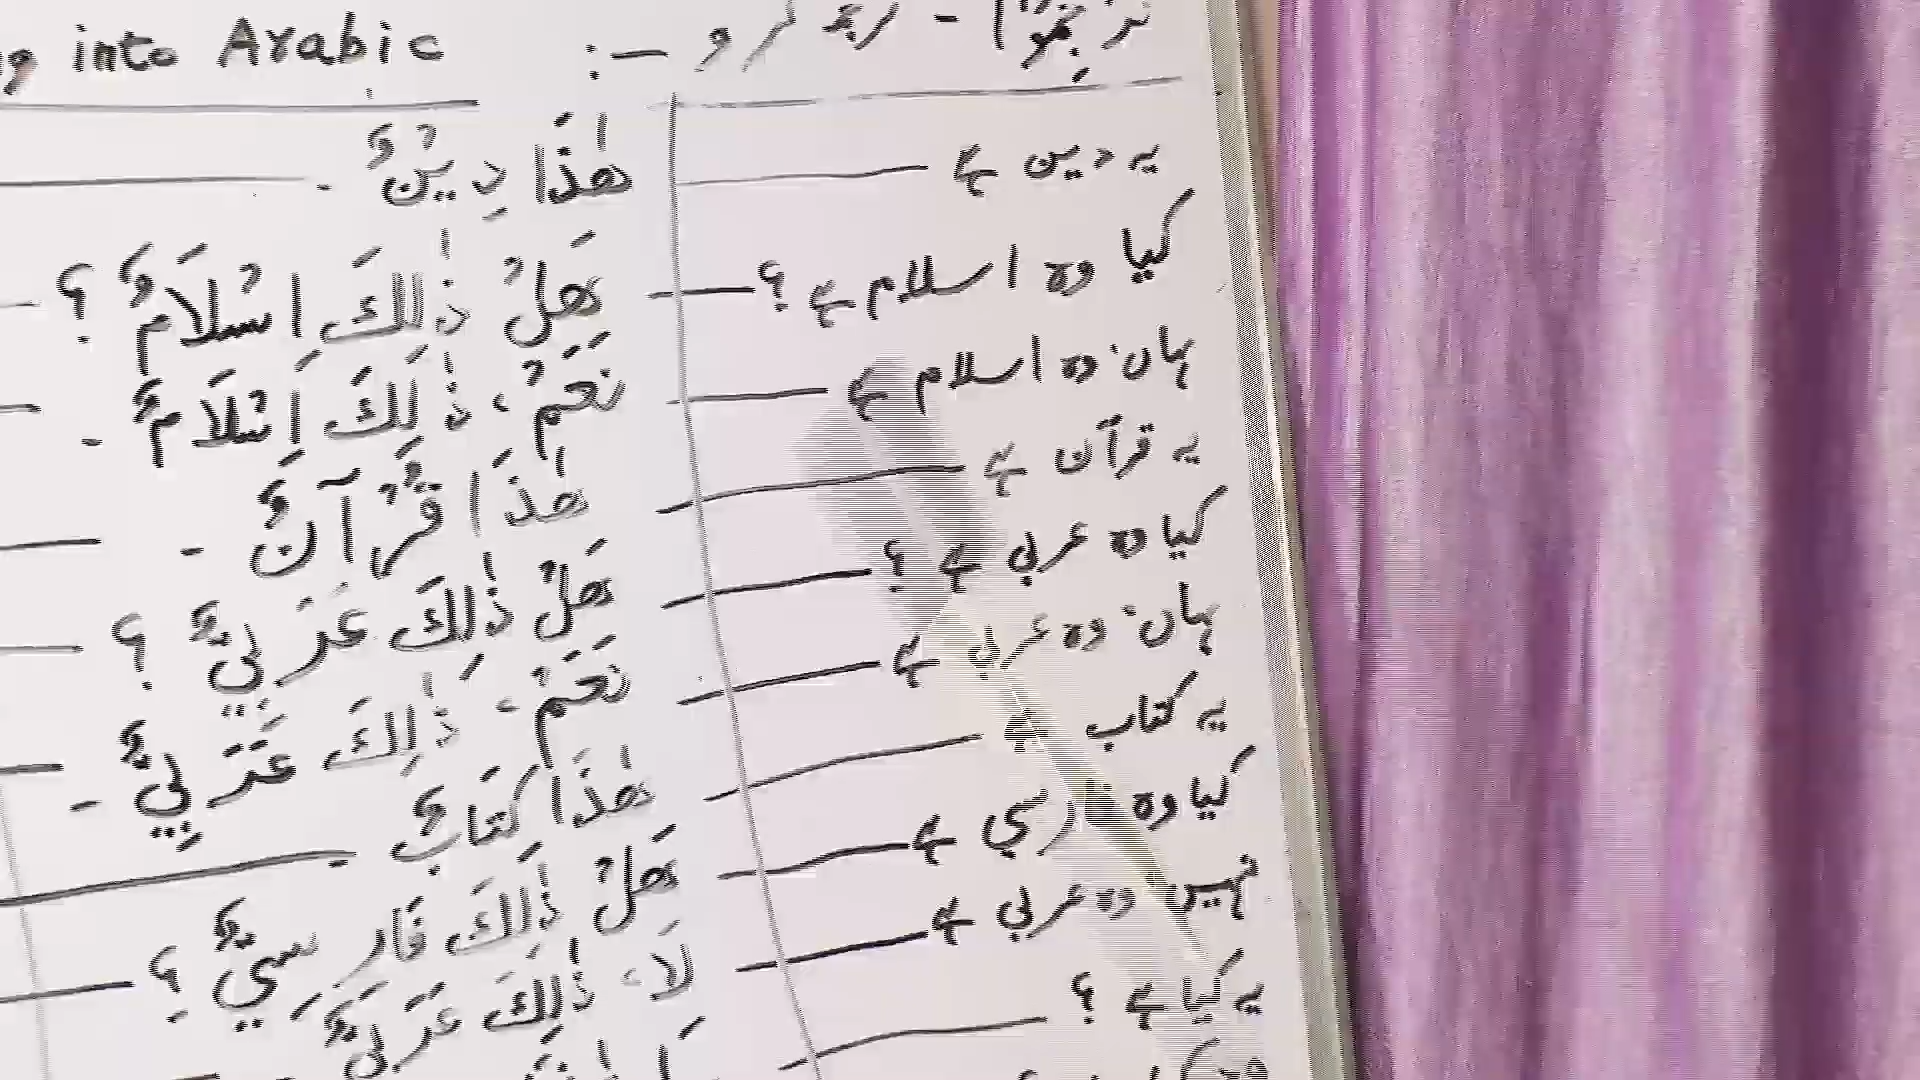 into Arabic
کرو -:
یہ دین ہے هٰذَا دِيْنٌ -
کیا وہ اسلام ہے ؟ هَلْ ذٰلِكَ اِسْلَامٌ ؟
ہاں وہ اسلام ہے نَعَمْ، ذٰلِكَ اِسْلَامٌ -
یہ قرآن ہے هٰذَا قُرْآنٌ -
کیا وہ عربی ہے ؟ هَلْ ذٰلِكَ عَرَبِيٌّ ؟
ہاں وہ عربی ہے نَعَمْ، ذٰلِكَ عَرَبِيٌّ -
یہ کتاب ہے هٰذَا كِتَابٌ
کیا وہ ہے هَلْ ذٰلِكَ فَارِسِيٌّ ؟
نہیں وہ عربی ہے لَا، ذٰلِكَ عَرَبِيٌّ
یہ کیا ہے ؟